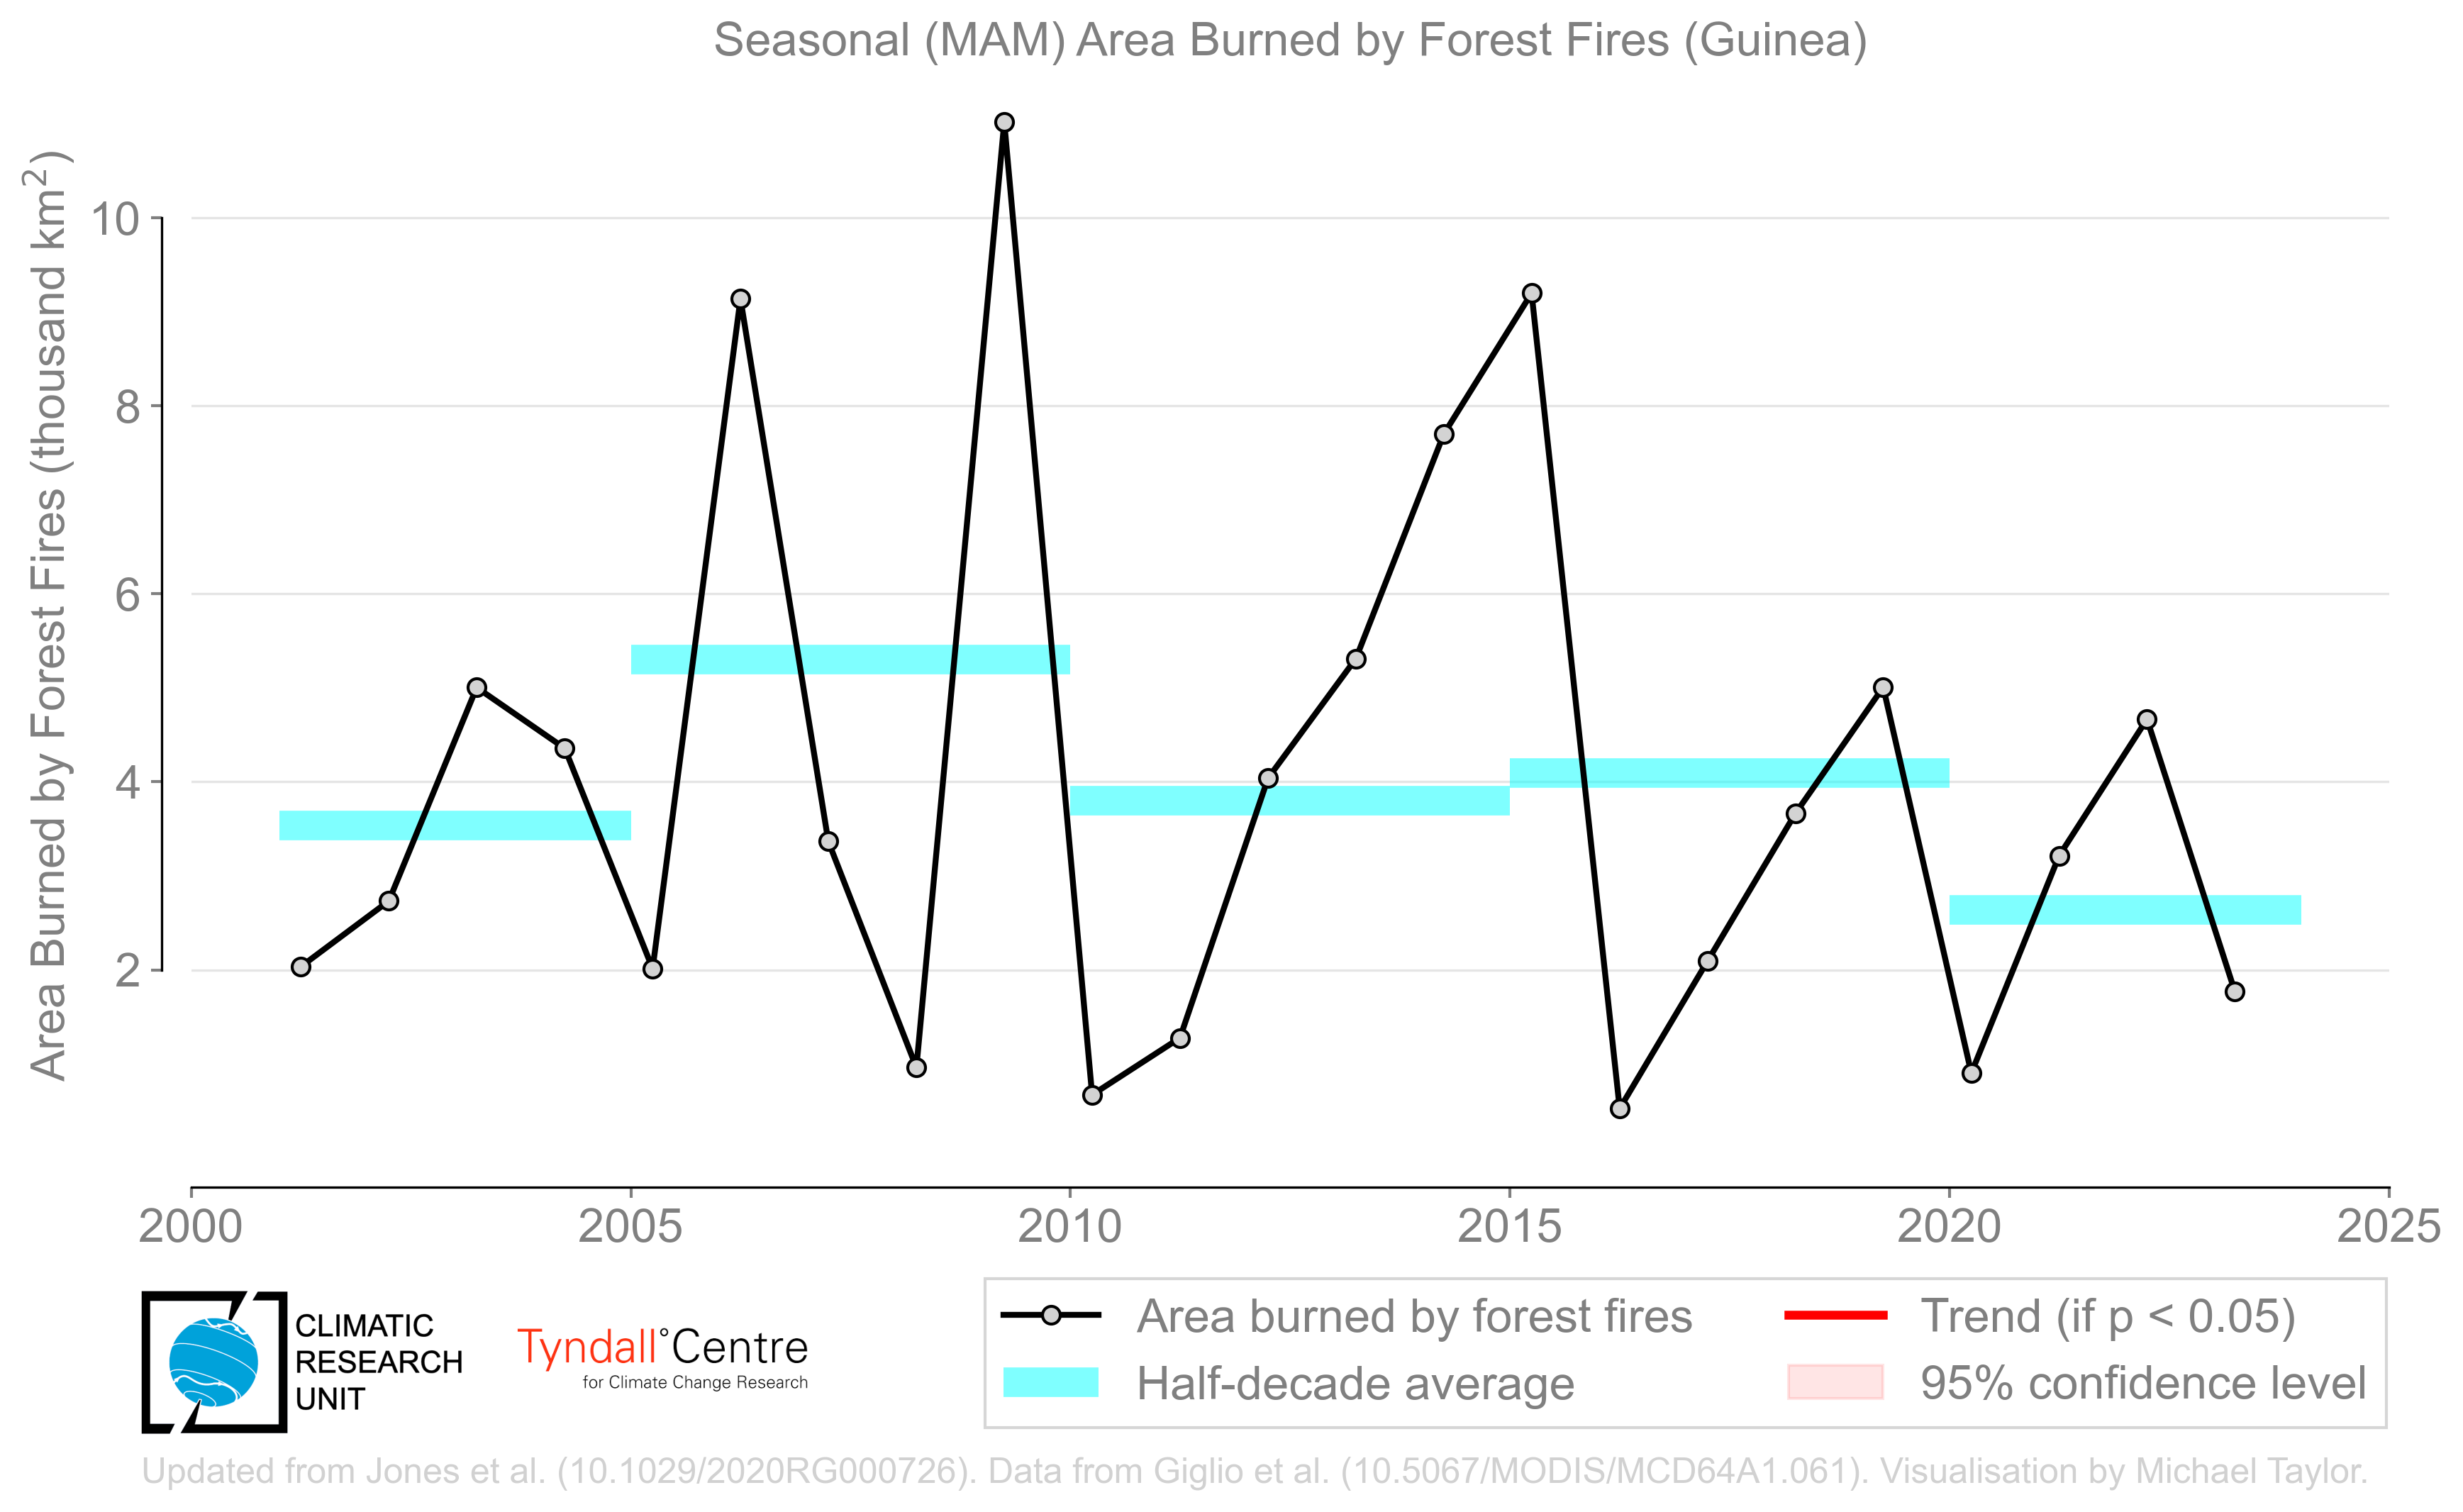 Seasonal (MAM) Area Burned by Forest Fires (Guinea)
Area Burned by Forest Fires (thousand km²)
10
8
6
4
2
2000 2005 2010 2015 2020 2025
CLIMATIC
RESEARCH
UNIT
Tyndall°Centre
for Climate Change Research
Area burned by forest fires
Half-decade average
Trend (if p < 0.05)
95% confidence level
Updated from Jones et al. (10.1029/2020RG000726). Data from Giglio et al. (10.5067/MODIS/MCD64A1.061). Visualisation by Michael Taylor.